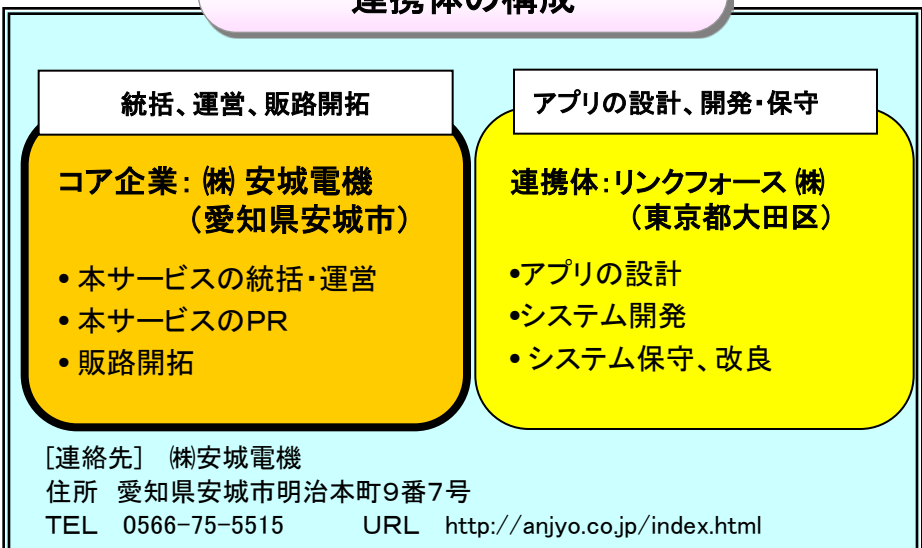 連携体の構成
統括、運営、販路開拓
コア企業：㈱ 安城電機
（愛知県安城市）
• 本サービスの統括・運営
• 本サービスのＰＲ
• 販路開拓
アプリの設計、開発・保守
連携体：リンクフォース ㈱
（東京都大田区）
•アプリの設計
•システム開発
• システム保守、改良
［連絡先］ ㈱安城電機
住所 愛知県安城市明治本町９番７号
TEL 0566-75-5515 URL http://anjyo.co.jp/index.html